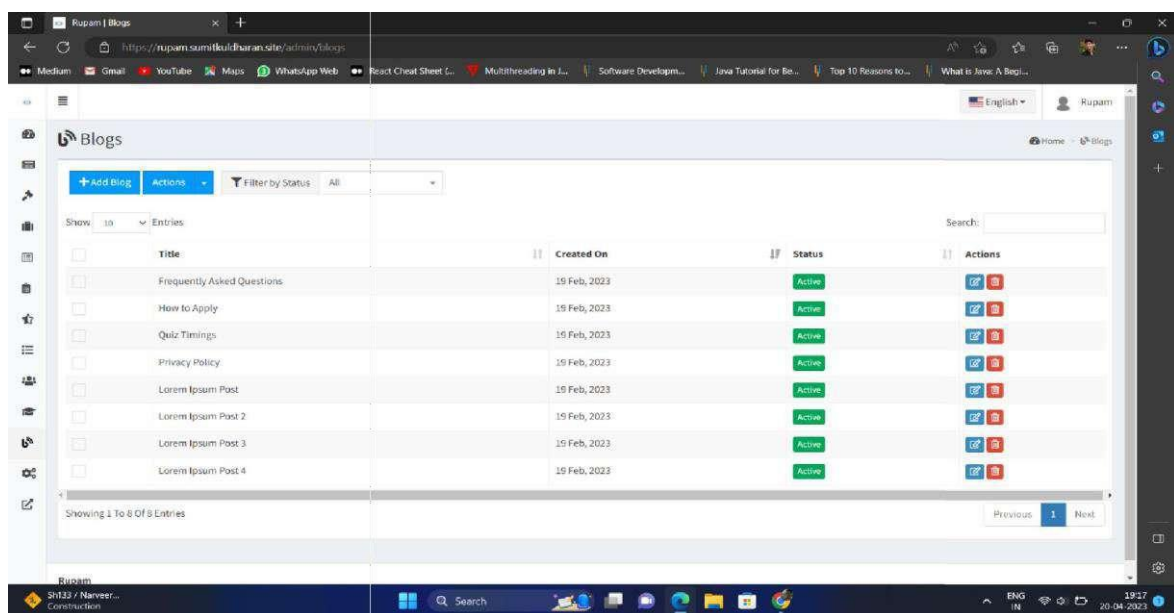 Rupam | Blogs
https://rupam.sumitkuldharan.site/admin/blogs
Medium Gmail YouTube Maps WhatsApp Web React Cheat Sheet (... Multithreading in J... Software Developm... Java Tutorial for Be... Top 10 Reasons to... What is Java: A Begi...
English Rupam
Blogs
Home Blogs
Add Blog Actions Filter by Status All
Show 10 Entries Search:
Title Created On Status Actions
Frequently Asked Questions 19 Feb, 2023 Active
How to Apply 19 Feb, 2023 Active
Quiz Timings 19 Feb, 2023 Active
Privacy Policy 19 Feb, 2023 Active
Lorem Ipsum Post 19 Feb, 2023 Active
Lorem Ipsum Post 2 19 Feb, 2023 Active
Lorem Ipsum Post 3 19 Feb, 2023 Active
Lorem Ipsum Post 4 19 Feb, 2023 Active
Showing 1 To 8 Of 8 Entries Previous 1 Next
Rupam
Sh133 / Narveer... Search ENG 19:17
Construction IN 20-04-2023